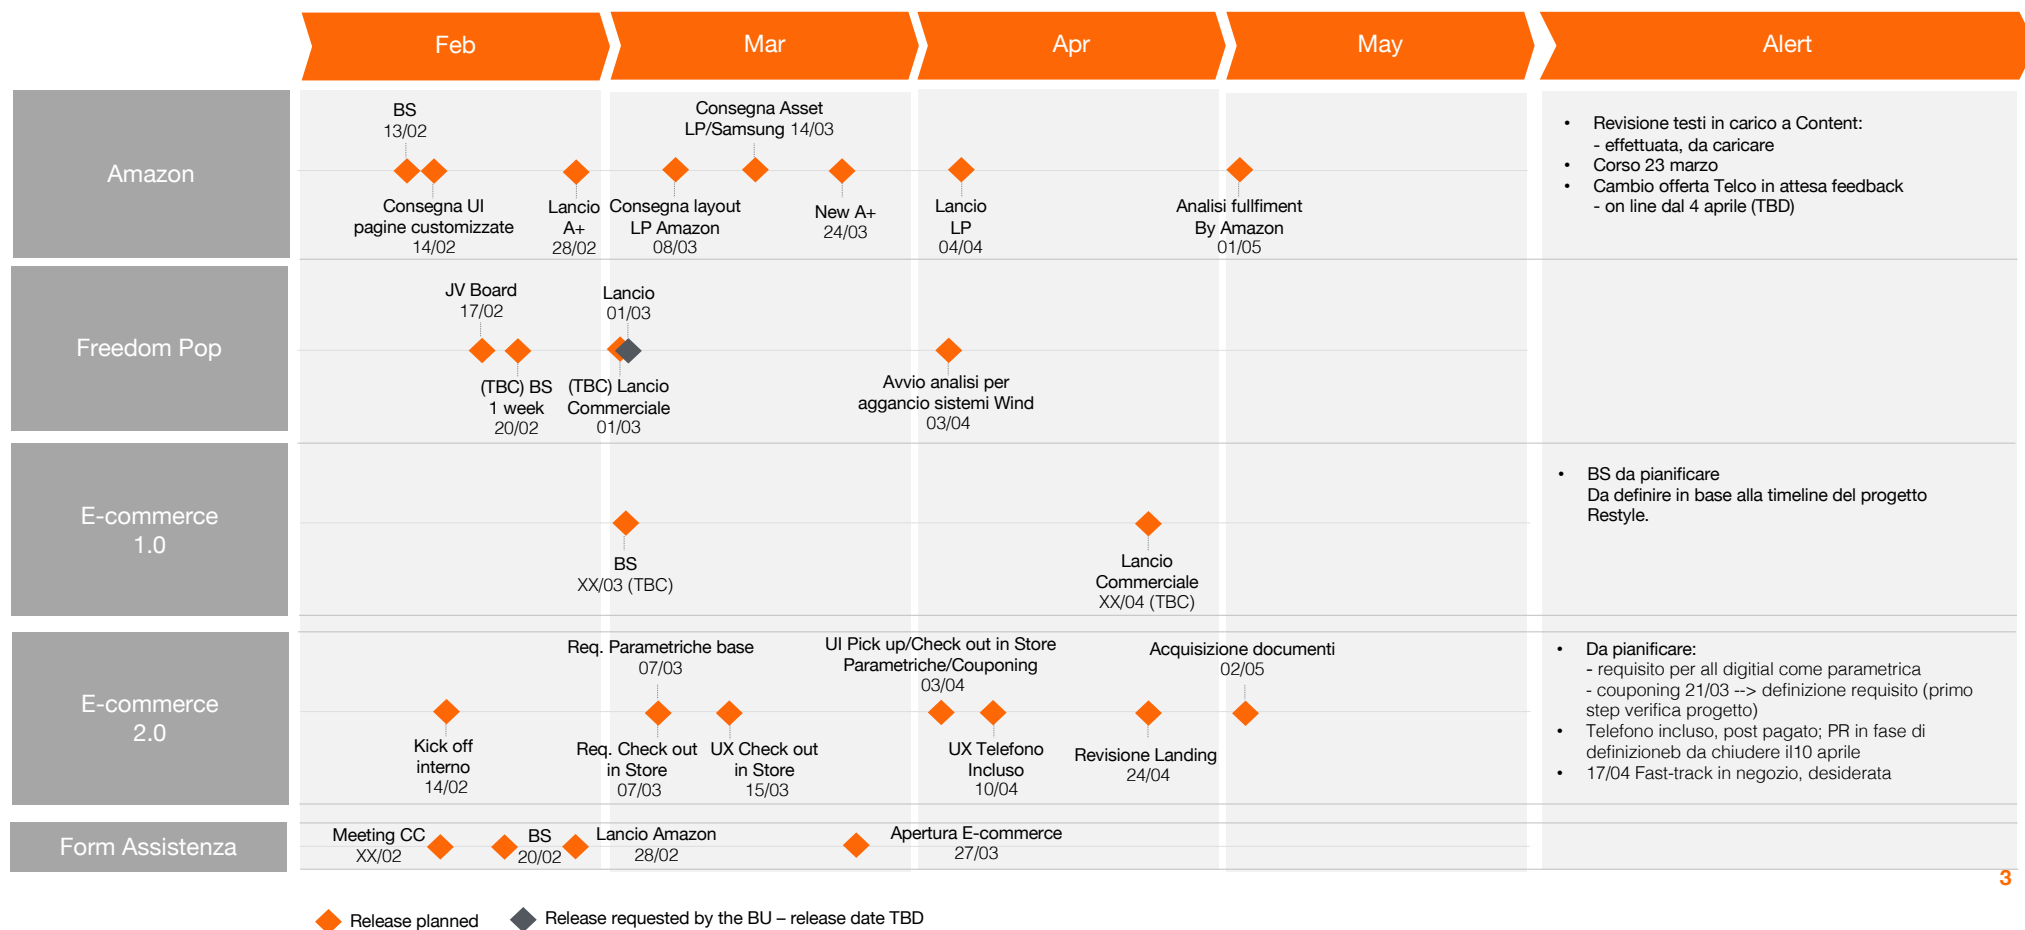 Feb
Mar
Apr
May
Alert
Amazon
BS
13/02
Consegna UI
pagine customizzate
14/02
Lancio
A+
28/02
Consegna layout
LP Amazon
08/03
Consegna Asset
LP/Samsung 14/03
New A+
24/03
Lancio
LP
04/04
Analisi fullfiment
By Amazon
01/05
• Revisione testi in carico a Content:
- effettuata, da caricare
• Corso 23 marzo
• Cambio offerta Telco in attesa feedback
- on line dal 4 aprile (TBD)
Freedom Pop
JV Board
17/02
(TBC) BS
1 week
20/02
Lancio
01/03
(TBC) Lancio
Commerciale
01/03
Avvio analisi per
aggancio sistemi Wind
03/04
E-commerce
1.0
BS
XX/03 (TBC)
Lancio
Commerciale
XX/04 (TBC)
• BS da pianificare
Da definire in base alla timeline del progetto
Restyle.
E-commerce
2.0
Kick off
interno
14/02
Req. Parametriche base
07/03
Req. Check out
in Store
07/03
UX Check out
in Store
15/03
UI Pick up/Check out in Store
Parametriche/Couponing
03/04
UX Telefono
Incluso
10/04
Revisione Landing
24/04
Acquisizione documenti
02/05
• Da pianificare:
- requisito per all digitial come parametrica
- couponing 21/03 --> definizione requisito (primo
step verifica progetto)
• Telefono incluso, post pagato; PR in fase di
definizioneb da chiudere il10 aprile
• 17/04 Fast-track in negozio, desiderata
Form Assistenza
Meeting CC
XX/02
BS
20/02
Lancio Amazon
28/02
Apertura E-commerce
27/03
3
Release planned
Release requested by the BU – release date TBD